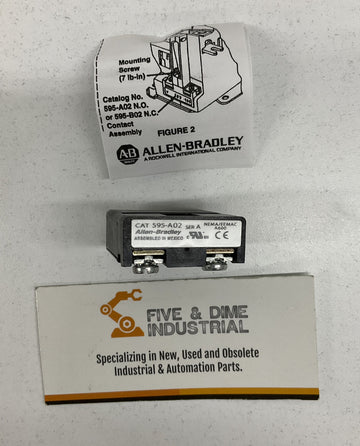 Mounting
Screw
(7 lb-in)
Catalog No.
595-A02 N.O.
or 595-B02 N.C.
Contact
Assembly
FIGURE 2
AB ALLEN-BRADLEY
A ROCKWELL INTERNATIONAL COMPANY
CAT 595-A02 SER A NEMA/EEMAC
Allen-Bradley A600
ASSEMBLED IN MEXICO c UL us CE
FIVE & DIME
INDUSTRIAL
Specializing in New, Used and Obsolete
Industrial & Automation Parts.